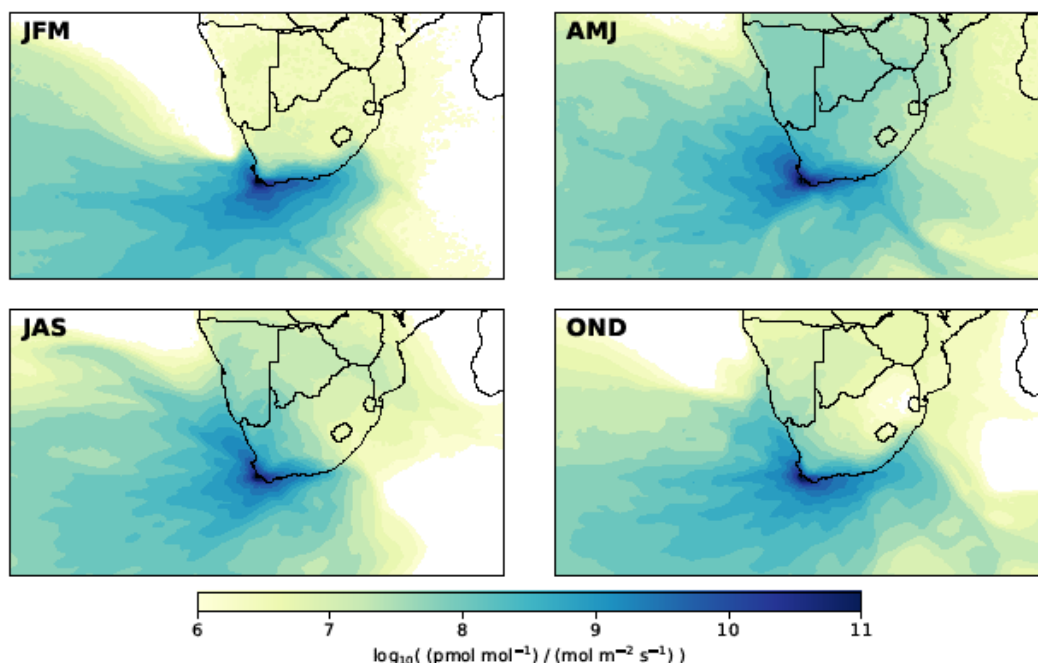 JFM
AMJ
JAS
OND
6 7 8 9 10 11
log₁₀( (pmol mol⁻¹) / (mol m⁻² s⁻¹) )